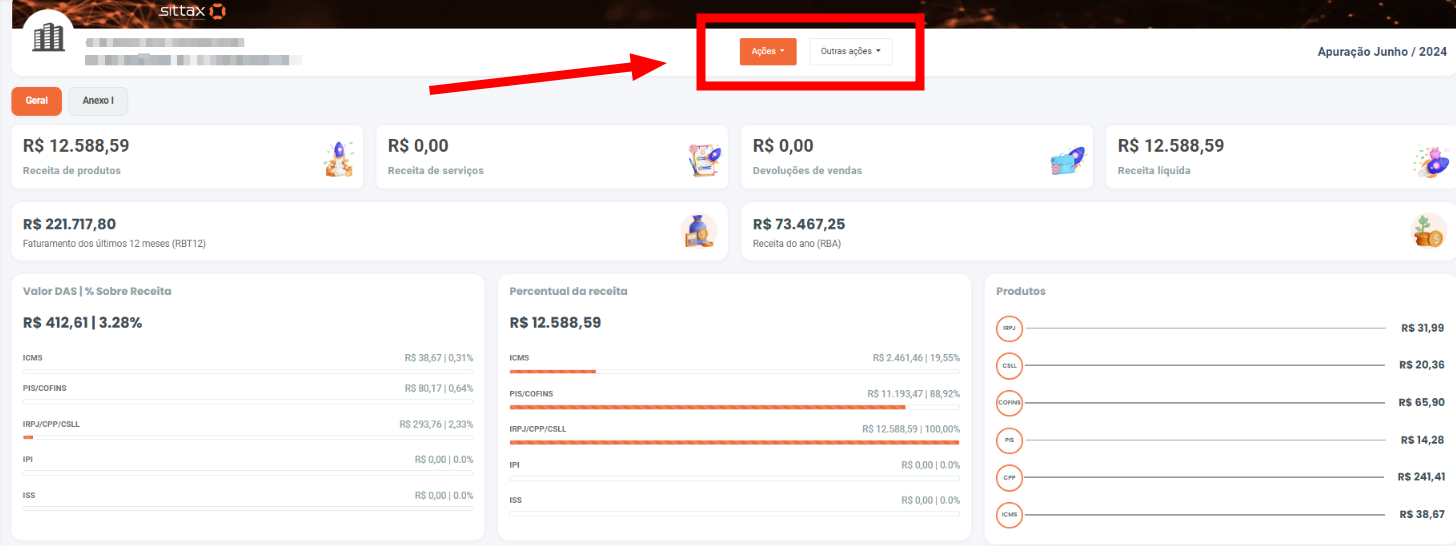 sittax
Ações
Outras ações
Apuração Junho / 2024
Geral
Anexo I
R$ 12.588,59
Receita de produtos
R$ 0,00
Receita de serviços
R$ 0,00
Devoluções de vendas
R$ 12.588,59
Receita líquida
R$ 221.717,80
Faturamento dos últimos 12 meses (RBT12)
R$ 73.467,25
Receita do ano (RBA)
Valor DAS | % Sobre Receita
R$ 412,61 | 3.28%
ICMS R$ 38,67 | 0,31%
PIS/COFINS R$ 80,17 | 0,64%
IRPJ/CPP/CSLL R$ 293,76 | 2,33%
IPI R$ 0,00 | 0.0%
ISS R$ 0,00 | 0.0%
Percentual da receita
R$ 12.588,59
ICMS R$ 2.461,46 | 19,55%
PIS/COFINS R$ 11.193,47 | 88,92%
IRPJ/CPP/CSLL R$ 12.588,59 | 100,00%
IPI R$ 0,00 | 0.0%
ISS R$ 0,00 | 0.0%
Produtos
IRPJ R$ 31,99
CSLL R$ 20,36
COFINS R$ 65,90
PIS R$ 14,28
CPP R$ 241,41
ICMS R$ 38,67